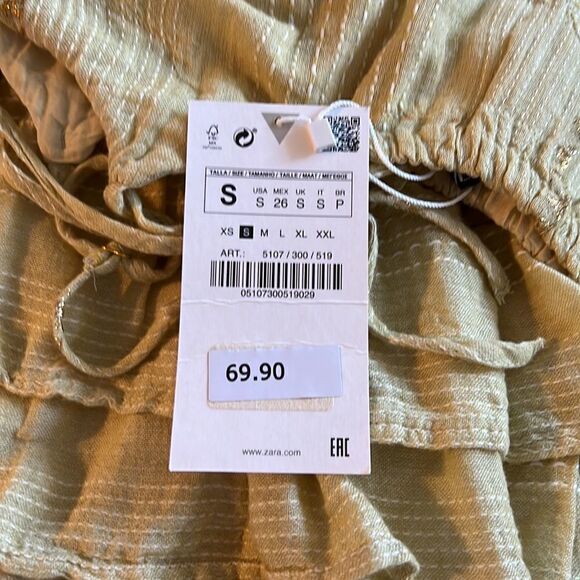 TALLA / SIZE / TAMANHO / TAILLE / MAAT / ΜΕΓΕΘΟΣ
S
USA MEX UK IT BR
S 26 S S P
XS S M L XL XXL
ART.: 5107 / 300 / 519
05107300519029
69.90
www.zara.com
EAC